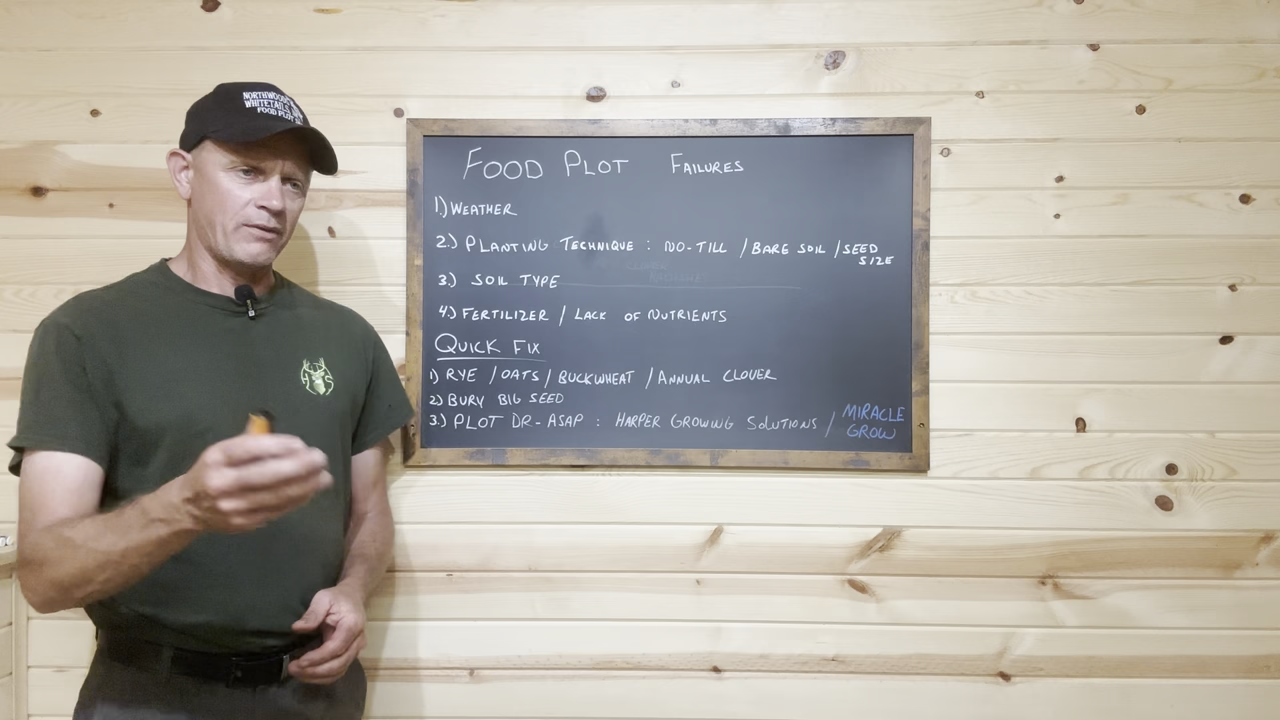 NORTHWOODS
WHITETAILS
FOOD PLOT
FOOD PLOT FAILURES
1.) WEATHER
2.) PLANTING TECHNIQUE : NO-TILL / BARE SOIL / SEED
SIZE
3.) SOIL TYPE
4.) FERTILIZER / LACK OF NUTRIENTS
QUICK FIX
1) RYE / OATS / BUCKWHEAT / ANNUAL CLOVER
2) BURY BIG SEED
3.) PLOT DR-ASAP : HARPER GROWING SOLUTIONS / MIRACLE
GROW